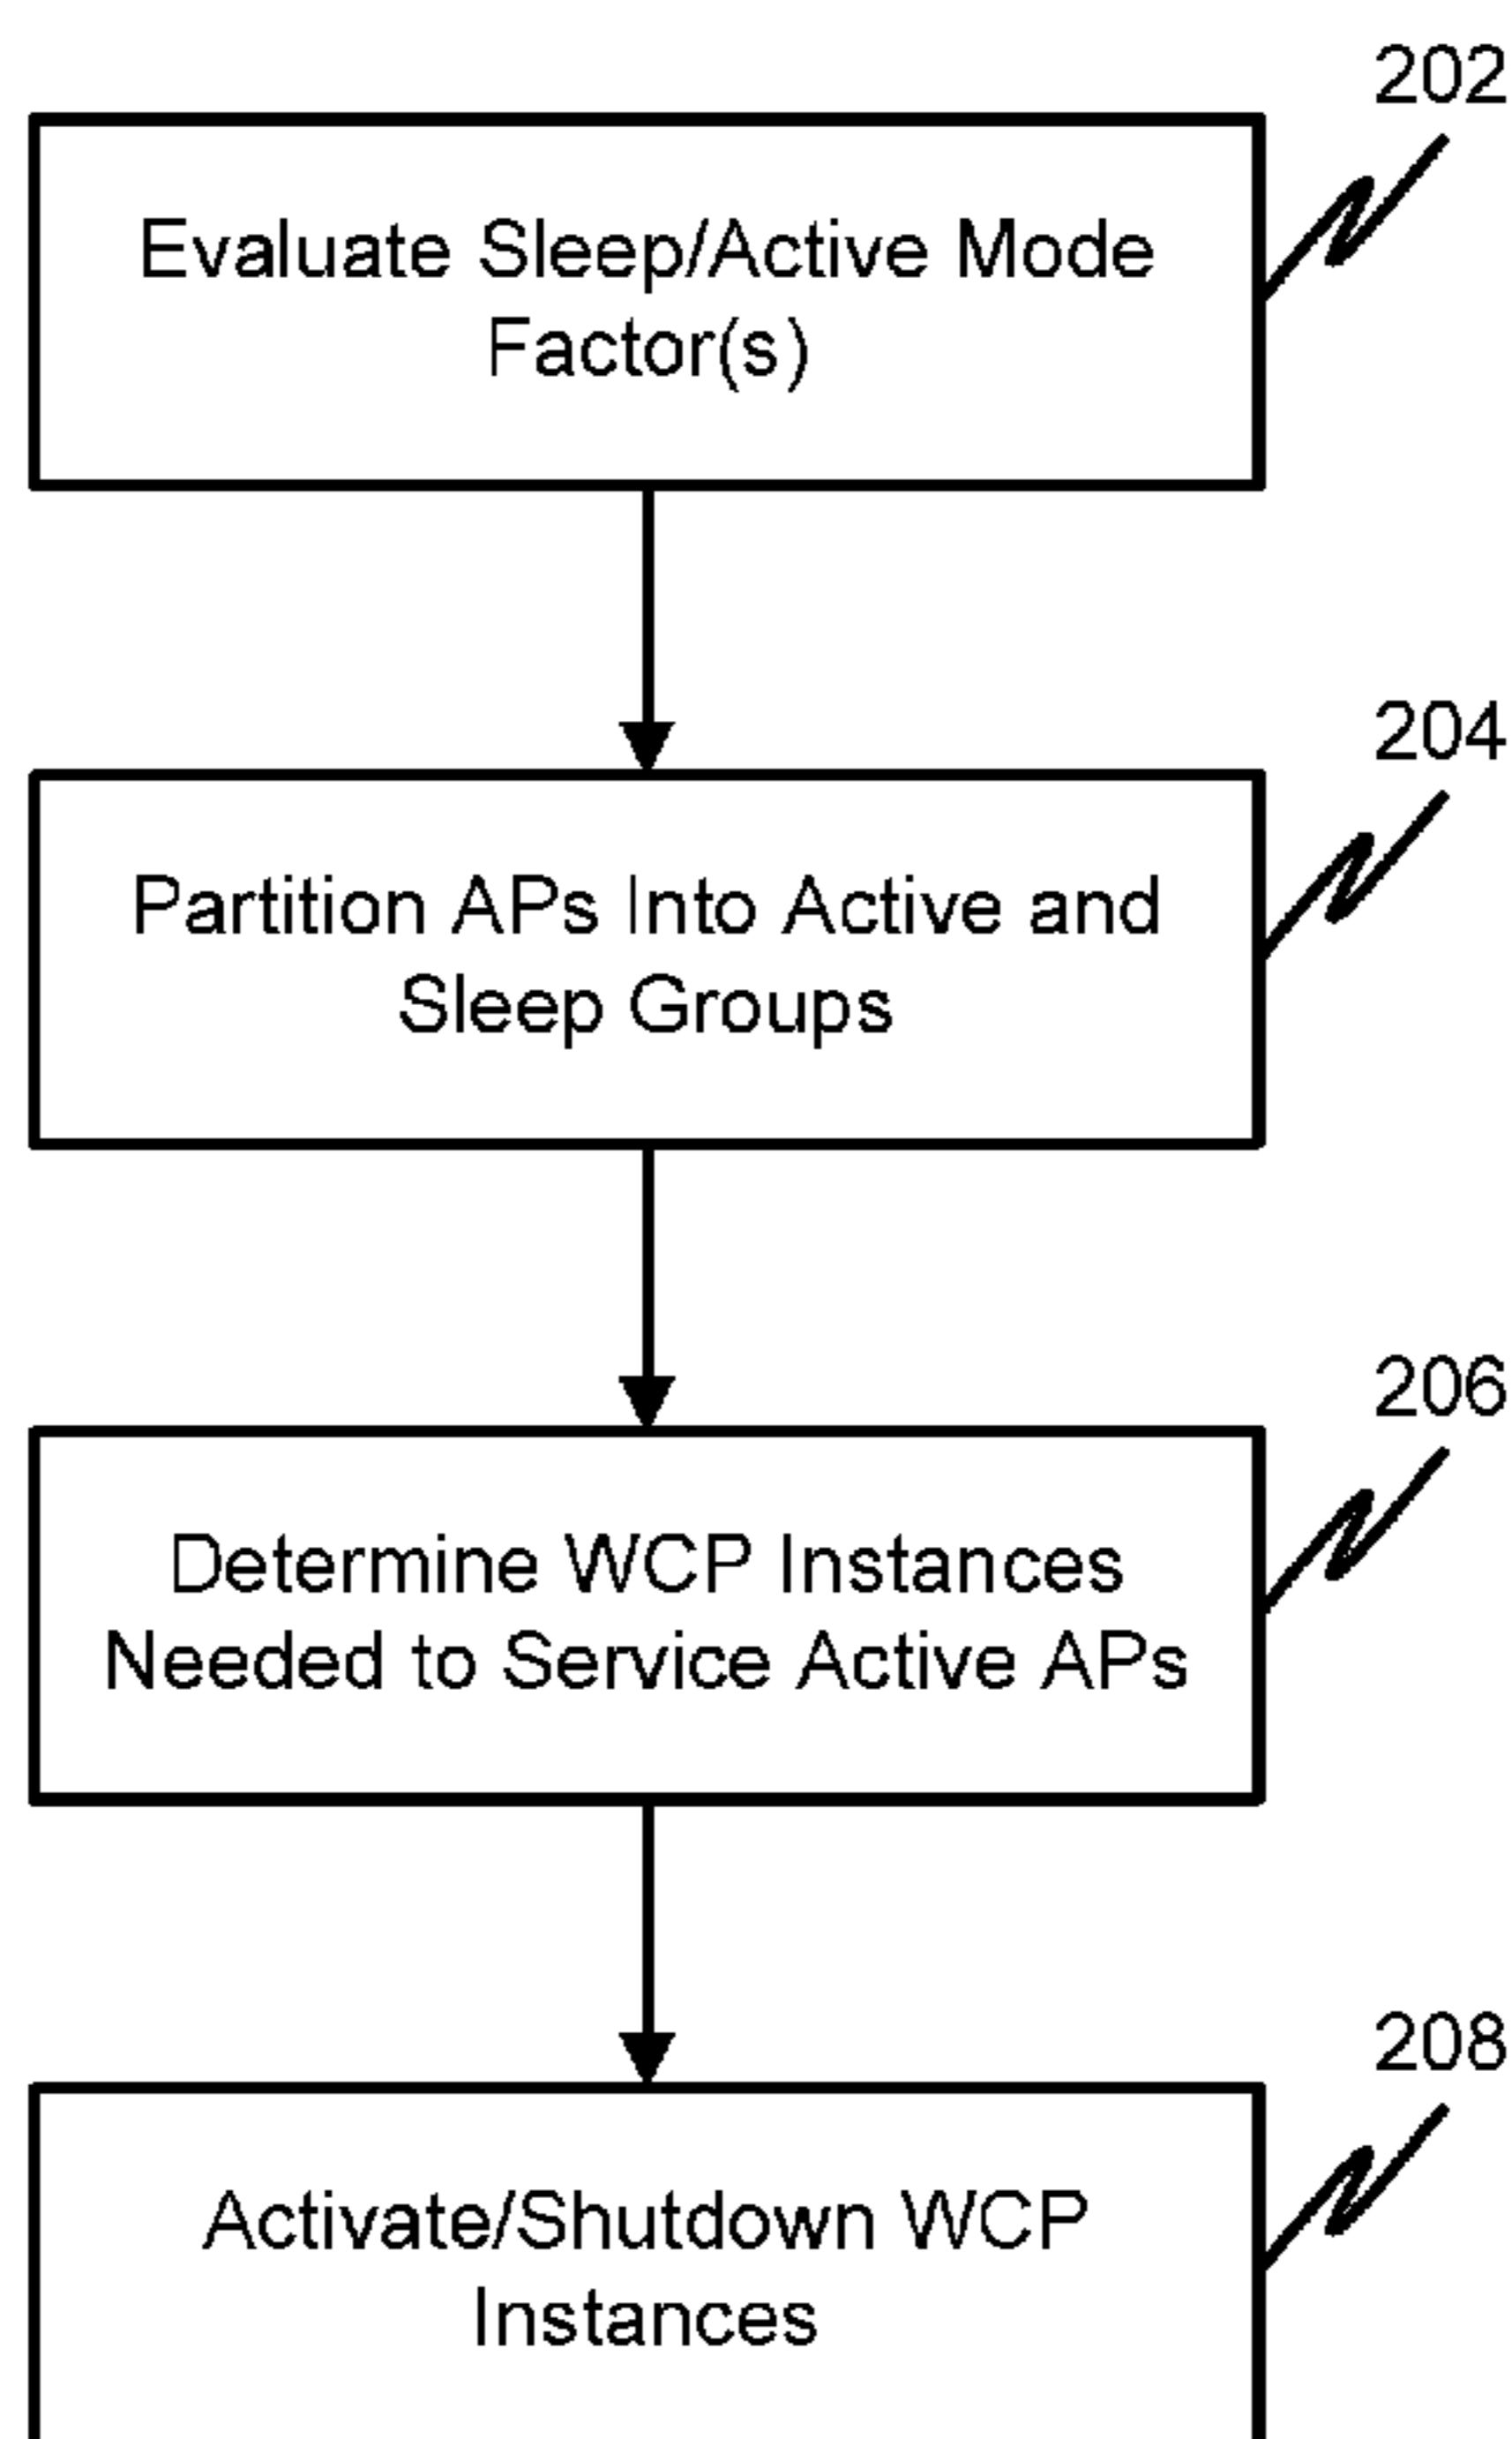 202
Evaluate Sleep/Active Mode
Factor(s)
204
Partition APs Into Active and
Sleep Groups
206
Determine WCP Instances
Needed to Service Active APs
208
Activate/Shutdown WCP
Instances